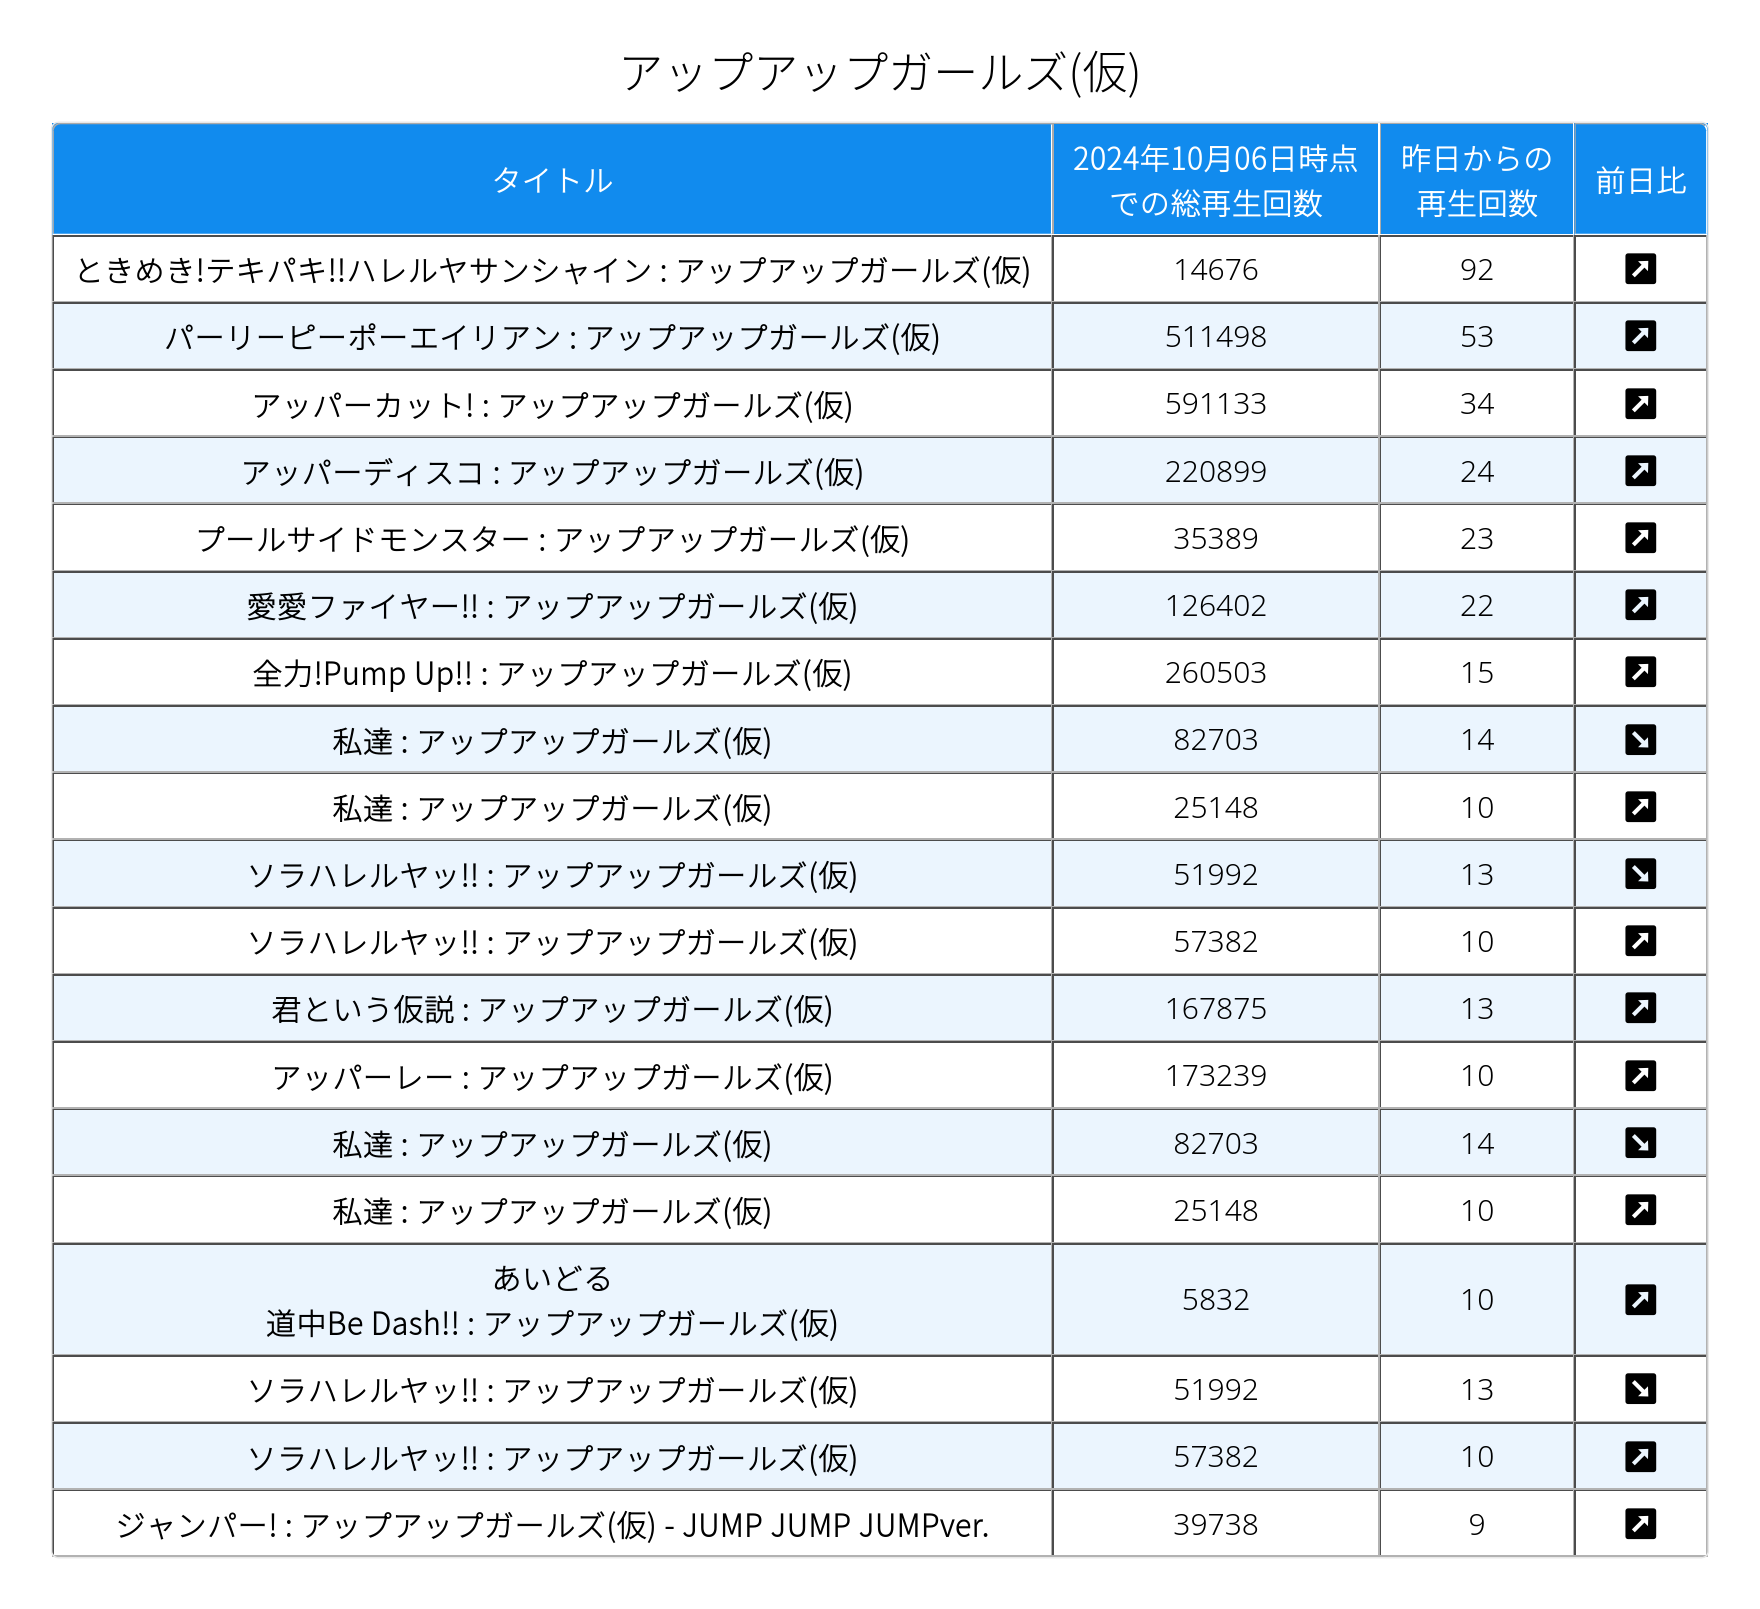 アップアップガールズ(仮)
タイトル
2024年10月06日時点
での総再生回数
昨日からの
再生回数
前日比
ときめき!テキパキ!!ハレルヤサンシャイン : アップアップガールズ(仮) 14676 92
パーリーピーポーエイリアン : アップアップガールズ(仮) 511498 53
アッパーカット! : アップアップガールズ(仮) 591133 34
アッパーディスコ : アップアップガールズ(仮) 220899 24
プールサイドモンスター : アップアップガールズ(仮) 35389 23
愛愛ファイヤー!! : アップアップガールズ(仮) 126402 22
全力!Pump Up!! : アップアップガールズ(仮) 260503 15
私達 : アップアップガールズ(仮) 82703 14
私達 : アップアップガールズ(仮) 25148 10
ソラハレルヤッ!! : アップアップガールズ(仮) 51992 13
ソラハレルヤッ!! : アップアップガールズ(仮) 57382 10
君という仮説 : アップアップガールズ(仮) 167875 13
アッパーレー : アップアップガールズ(仮) 173239 10
私達 : アップアップガールズ(仮) 82703 14
私達 : アップアップガールズ(仮) 25148 10
あいどる
道中Be Dash!! : アップアップガールズ(仮) 5832 10
ソラハレルヤッ!! : アップアップガールズ(仮) 51992 13
ソラハレルヤッ!! : アップアップガールズ(仮) 57382 10
ジャンパー! : アップアップガールズ(仮) - JUMP JUMP JUMPver. 39738 9